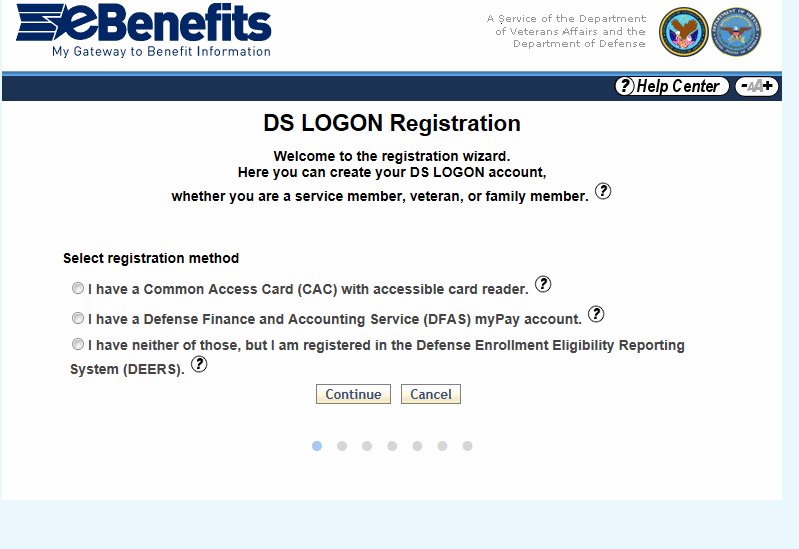 eBenefits
My Gateway to Benefit Information
A Service of the Department
of Veterans Affairs and the
Department of Defense
? Help Center
-AA+
DS LOGON Registration
Welcome to the registration wizard.
Here you can create your DS LOGON account,
whether you are a service member, veteran, or family member. ?
Select registration method
I have a Common Access Card (CAC) with accessible card reader. ?
I have a Defense Finance and Accounting Service (DFAS) myPay account. ?
I have neither of those, but I am registered in the Defense Enrollment Eligibility Reporting
System (DEERS). ?
Continue Cancel